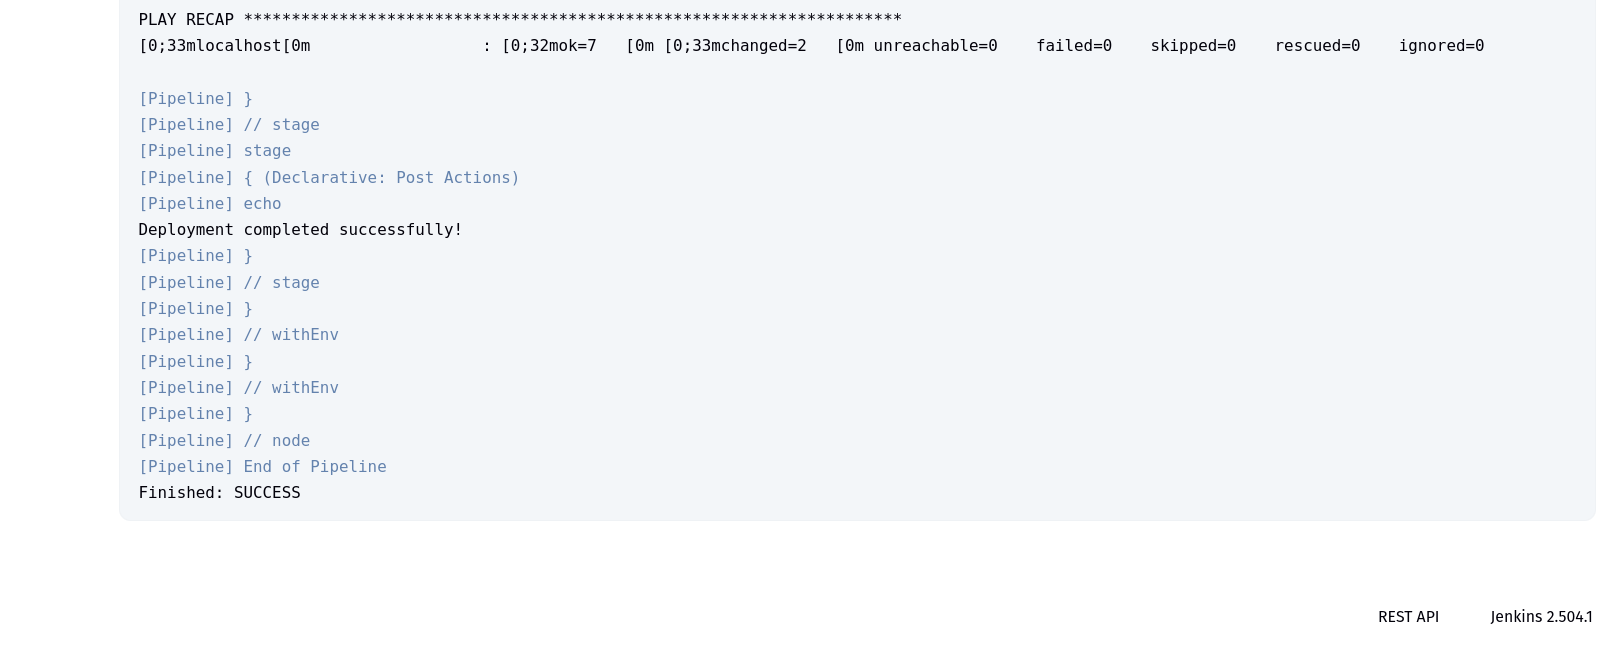 PLAY RECAP *********************************************************************
[0;33mlocalhost[0m                  : [0;32mok=7   [0m [0;33mchanged=2   [0m unreachable=0    failed=0    skipped=0    rescued=0    ignored=0
[Pipeline] }
[Pipeline] // stage
[Pipeline] stage
[Pipeline] { (Declarative: Post Actions)
[Pipeline] echo
Deployment completed successfully!
[Pipeline] }
[Pipeline] // stage
[Pipeline] }
[Pipeline] // withEnv
[Pipeline] }
[Pipeline] // withEnv
[Pipeline] }
[Pipeline] // node
[Pipeline] End of Pipeline
Finished: SUCCESS
REST API    Jenkins 2.504.1